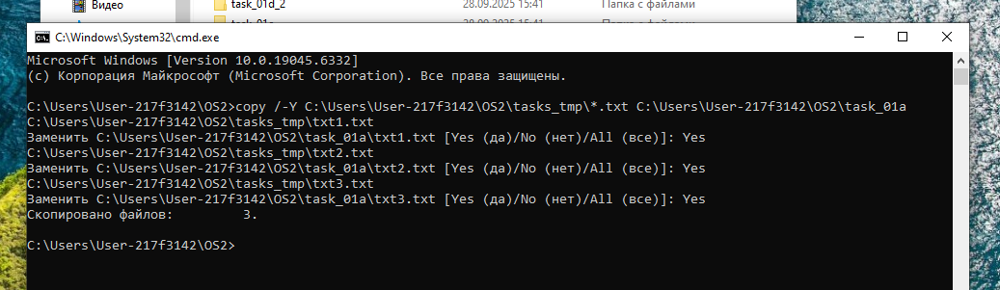 Видео
task_01d_2
28.09.2025 15:41
Папка с файлами
C:\Windows\System32\cmd.exe
Microsoft Windows [Version 10.0.19045.6332]
(c) Корпорация Майкрософт (Microsoft Corporation). Все права защищены.
C:\Users\User-217f3142\OS2>copy /-Y C:\Users\User-217f3142\OS2\tasks_tmp\*.txt C:\Users\User-217f3142\OS2\task_01a
C:\Users\User-217f3142\OS2\tasks_tmp\txt1.txt
Заменить C:\Users\User-217f3142\OS2\task_01a\txt1.txt [Yes (да)/No (нет)/All (все)]: Yes
C:\Users\User-217f3142\OS2\tasks_tmp\txt2.txt
Заменить C:\Users\User-217f3142\OS2\task_01a\txt2.txt [Yes (да)/No (нет)/All (все)]: Yes
C:\Users\User-217f3142\OS2\tasks_tmp\txt3.txt
Заменить C:\Users\User-217f3142\OS2\task_01a\txt3.txt [Yes (да)/No (нет)/All (все)]: Yes
Скопировано файлов:         3.
C:\Users\User-217f3142\OS2>